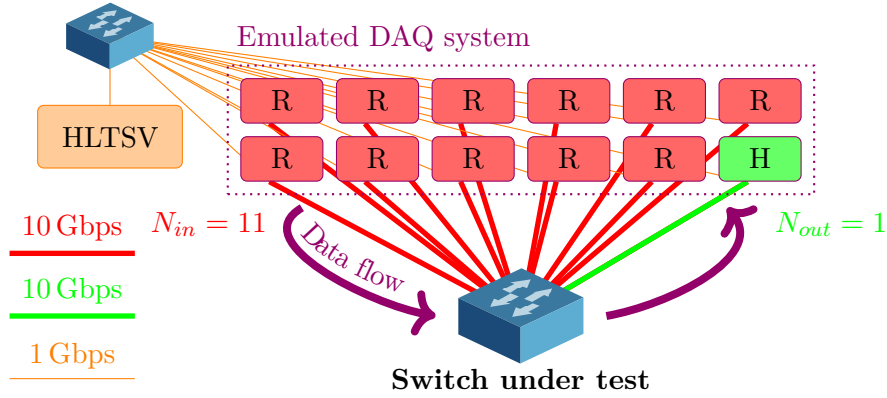 Emulated DAQ system
R R R R R R
HLTSV
R R R R R H
10 Gbps
N_in = 11
N_out = 1
Data flow
10 Gbps
1 Gbps
Switch under test